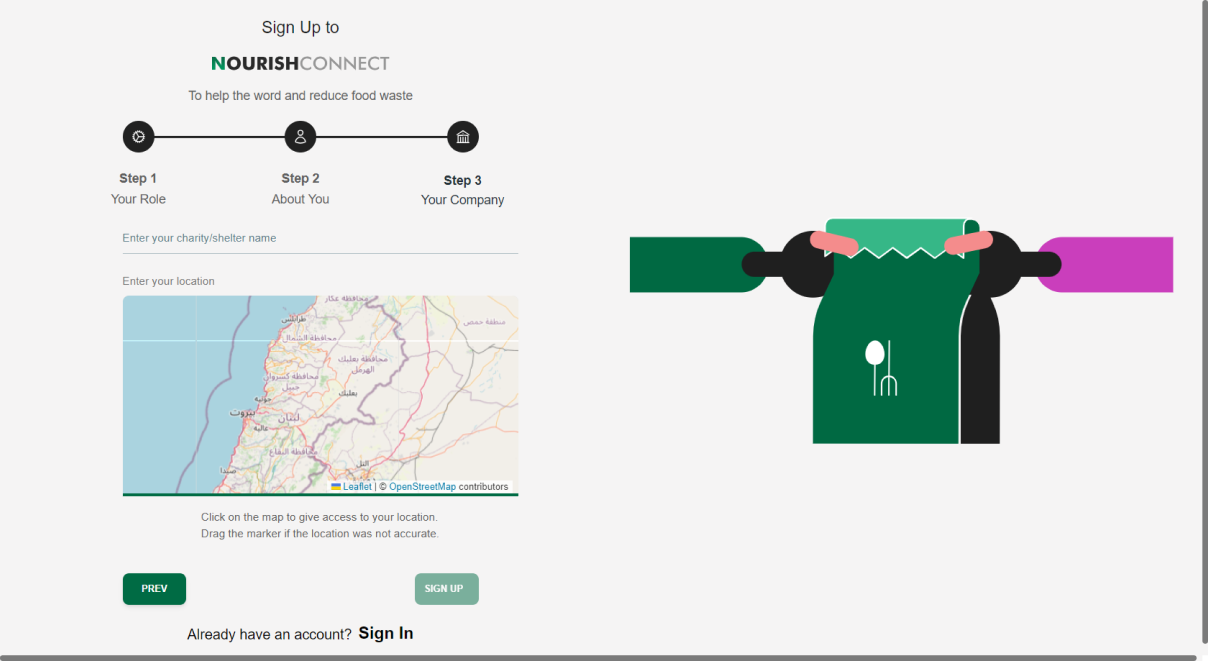 Sign Up to
NOURISHCONNECT
To help the word and reduce food waste
Step 1
Your Role
Step 2
About You
Step 3
Your Company
Enter your charity/shelter name
Enter your location
محافظة عكار
طرابلس
منطقة حمص
محافظة الشمال
محافظة بعلبك
الهرمل
محافظة كسروان
جبيل
بعلبك
جونيه
بيروت
لبنان
عاليه
محافظة البقاع
التل
صيدا
Leaflet | © OpenStreetMap contributors
Click on the map to give access to your location.
Drag the marker if the location was not accurate.
PREV
SIGN UP
Already have an account? Sign In